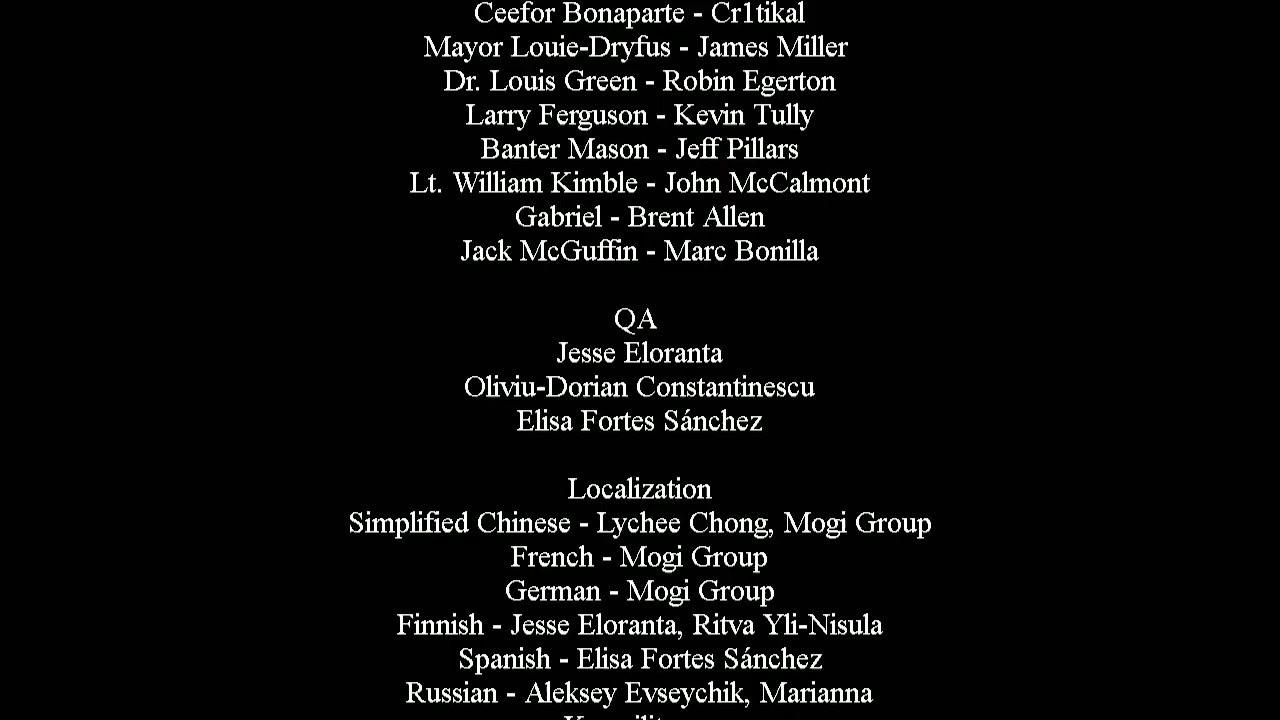 Ceefor Bonaparte - Cr1tikal
Mayor Louie-Dryfus - James Miller
Dr. Louis Green - Robin Egerton
Larry Ferguson - Kevin Tully
Banter Mason - Jeff Pillars
Lt. William Kimble - John McCalmont
Gabriel - Brent Allen
Jack McGuffin - Marc Bonilla
QA
Jesse Eloranta
Oliviu-Dorian Constantinescu
Elisa Fortes Sánchez
Localization
Simplified Chinese - Lychee Chong, Mogi Group
French - Mogi Group
German - Mogi Group
Finnish - Jesse Eloranta, Ritva Yli-Nisula
Spanish - Elisa Fortes Sánchez
Russian - Aleksey Evseychik, Marianna